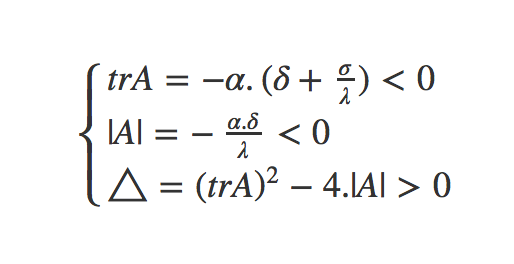 trA = −α. (δ + σ/λ) < 0
|A| = − α.δ/λ < 0
△ = (trA)² − 4.|A| > 0